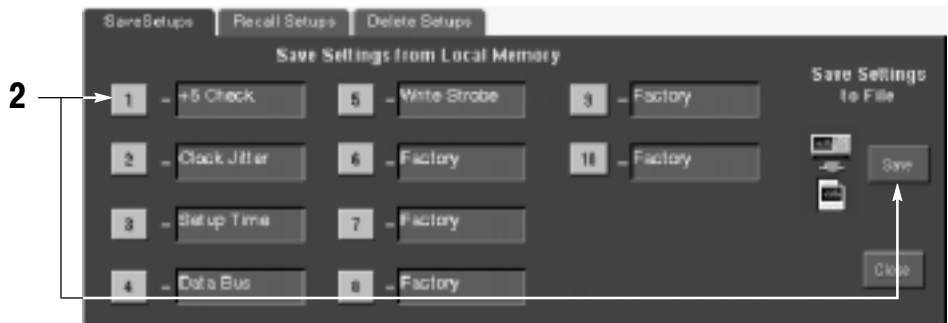 SaveSetups Recall Setups Delete Setups
Save Settings from Local Memory
Save Settings
to File
2
1 - +5 Check 5 - Write Strobe 9 - Factory
2 - Clock Jitter 6 - Factory 10 - Factory
Save
3 - Setup Time 7 - Factory
4 - Data Bus 8 - Factory
Close